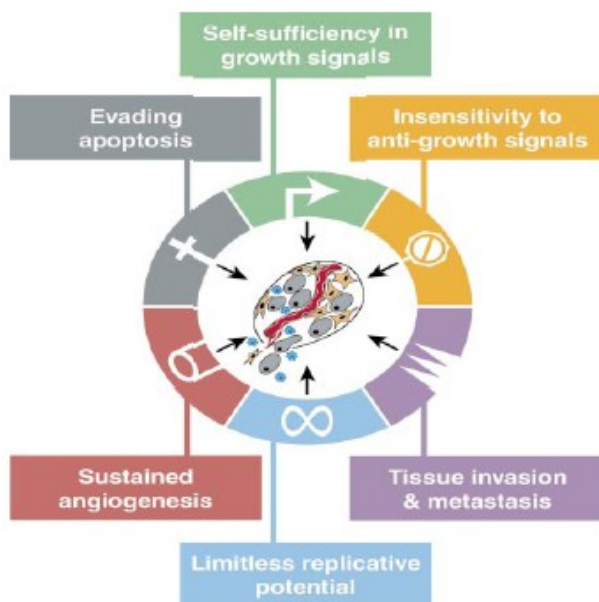 Self-sufficiency in
growth signals
Evading
apoptosis
Insensitivity to
anti-growth signals
Sustained
angiogenesis
Tissue invasion
& metastasis
Limitless replicative
potential